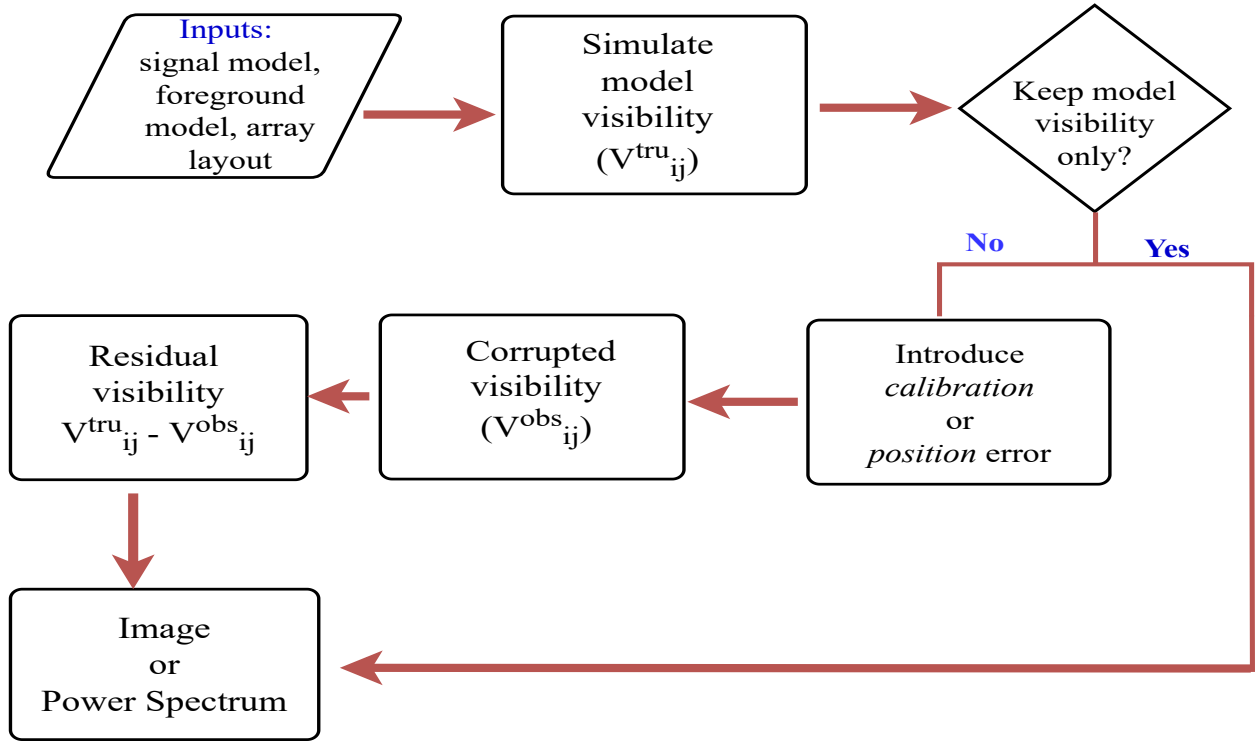 Inputs:
signal model,
foreground
model, array
layout
Simulate
model
visibility
(V^tru_ij)
Keep model
visibility
only?
No
Yes
Residual
visibility
V^tru_ij - V^obs_ij
Corrupted
visibility
(V^obs_ij)
Introduce
calibration
or
position error
Image
or
Power Spectrum